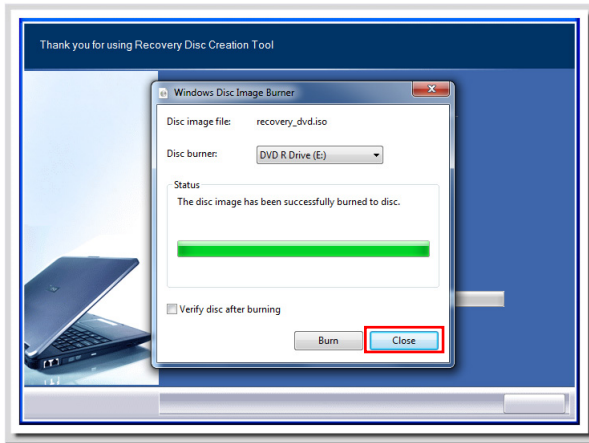 Thank you for using Recovery Disc Creation Tool
Windows Disc Image Burner
Disc image file: recovery_dvd.iso
Disc burner: DVD R Drive (E:)
Status
The disc image has been successfully burned to disc.
Verify disc after burning
Burn Close